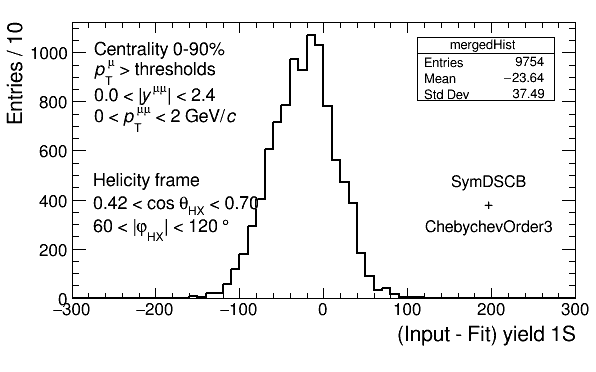 Entries / 10
1000
800
600
400
200
0
Centrality 0-90%
p_T^μ > thresholds
0.0 < |y^μμ| < 2.4
0 < p_T^μμ < 2 GeV/c
Helicity frame
0.42 < cos θ_HX < 0.70
60 < |φ_HX| < 120 °
mergedHist
Entries 9754
Mean −23.64
Std Dev 37.49
SymDSCB
+
ChebychevOrder3
−300 −200 −100 0 100 200 300
(Input - Fit) yield 1S